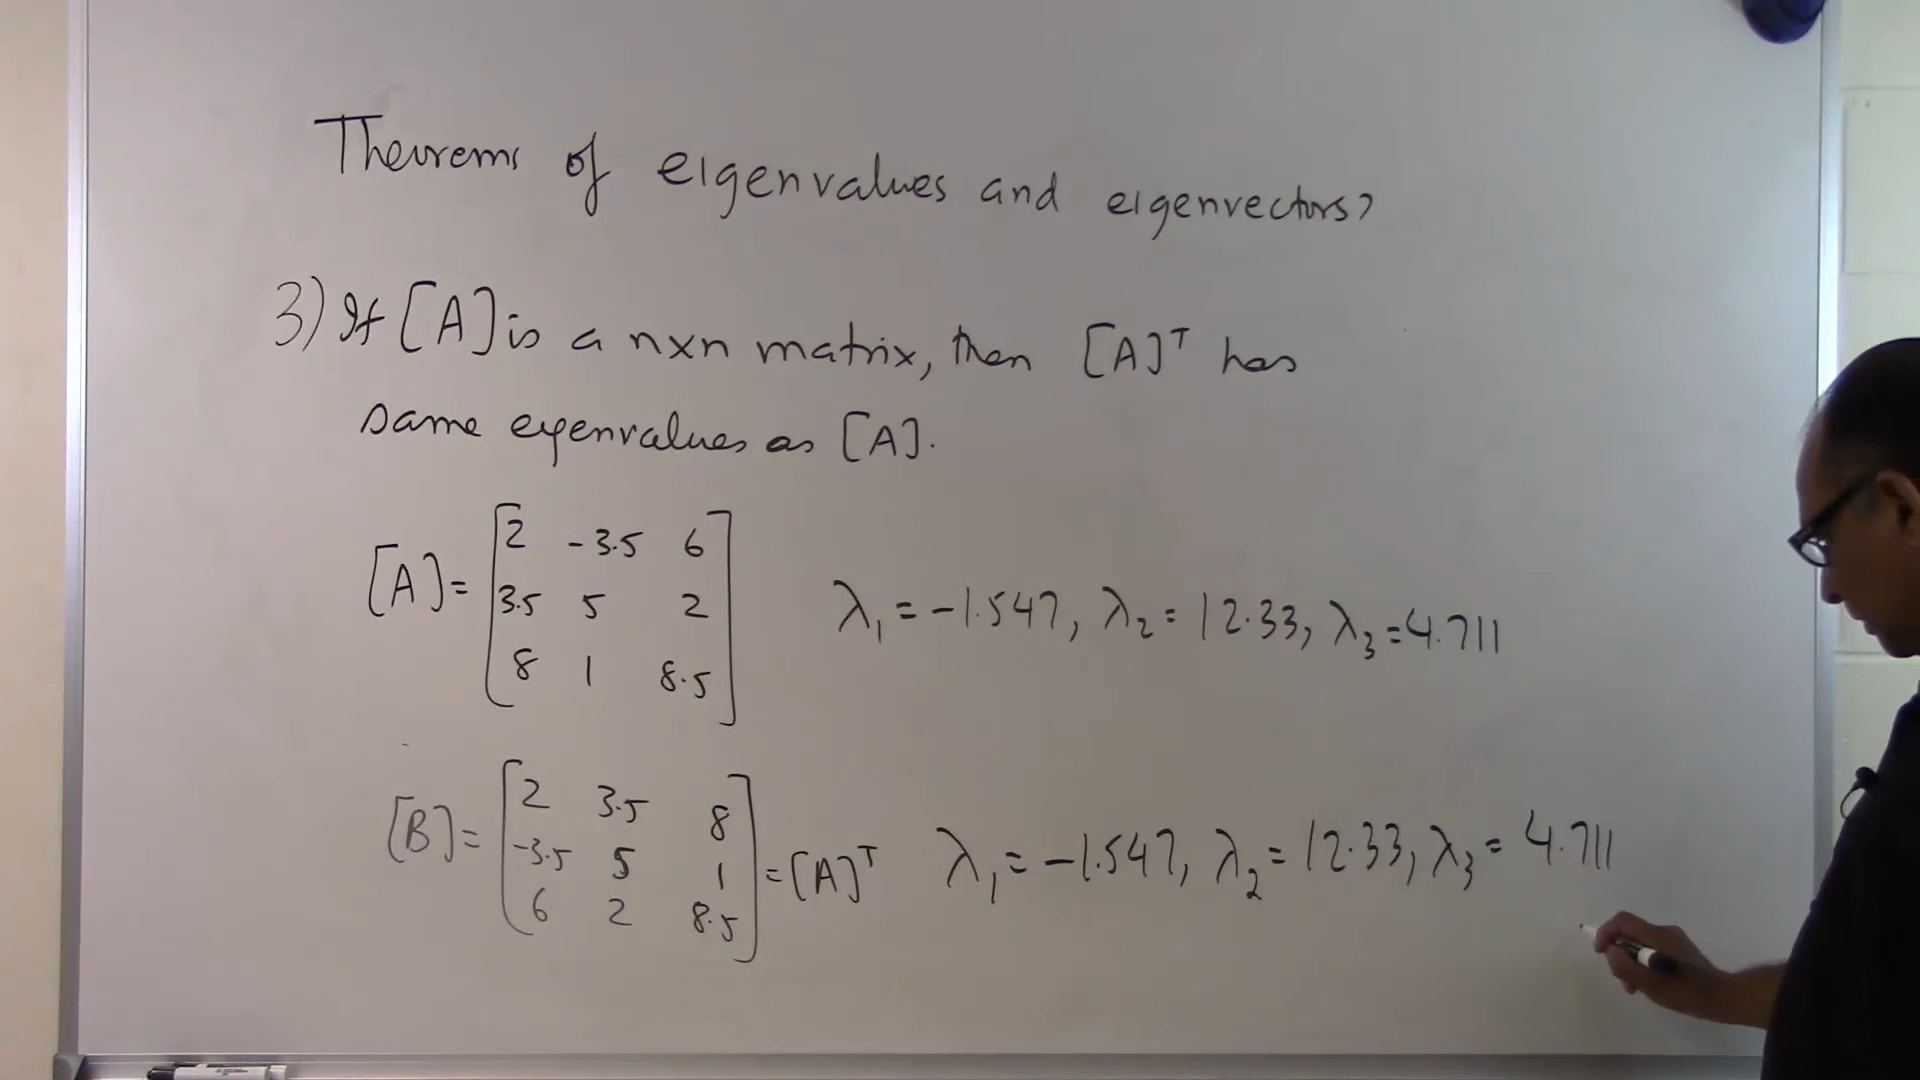 Theorems of eigenvalues and eigenvectors?
3) If [A] is a nxn matrix, then [A]ᵀ has
same eigenvalues as [A].
[A] = [2 -3.5 6
3.5 5 2
8 1 8.5] λ₁ = -1.547, λ₂ = 12.33, λ₃ = 4.711
[B] = [2 3.5 8
-3.5 5 1
6 2 8.5] = [A]ᵀ λ₁ = -1.547, λ₂ = 12.33, λ₃ = 4.711